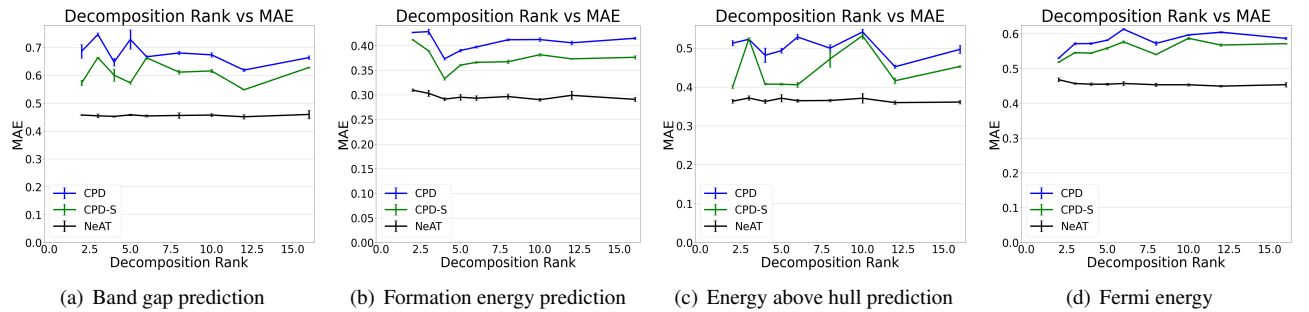 Decomposition Rank vs MAE
MAE
0.7
0.6
0.5
0.4
0.3
0.2
0.1
0.0
CPD
CPD-S
NeAT
0.0 2.5 5.0 7.5 10.0 12.5 15.0
Decomposition Rank
(a) Band gap prediction
Decomposition Rank vs MAE
MAE
0.40
0.35
0.30
0.25
0.20
0.15
0.10
0.05
0.00
CPD
CPD-S
NeAT
0.0 2.5 5.0 7.5 10.0 12.5 15.0
Decomposition Rank
(b) Formation energy prediction
Decomposition Rank vs MAE
MAE
0.5
0.4
0.3
0.2
0.1
0.0
CPD
CPD-S
NeAT
0.0 2.5 5.0 7.5 10.0 12.5 15.0
Decomposition Rank
(c) Energy above hull prediction
Decomposition Rank vs MAE
MAE
0.6
0.5
0.4
0.3
0.2
0.1
0.0
CPD
CPD-S
NeAT
0.0 2.5 5.0 7.5 10.0 12.5 15.0
Decomposition Rank
(d) Fermi energy